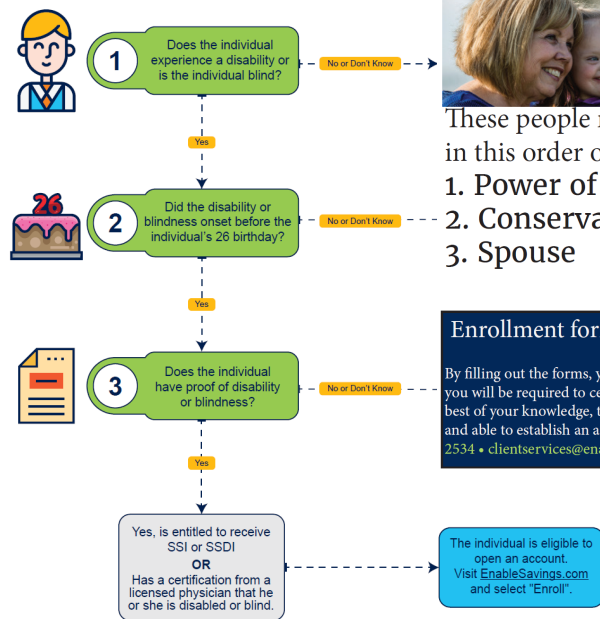 1
Does the individual
experience a disability or
is the individual blind?
No or Don't Know
Yes
26
2
Did the disability or
blindness onset before the
individual's 26 birthday?
No or Don't Know
Yes
3
Does the individual
have proof of disability
or blindness?
No or Don't Know
Yes
Yes, is entitled to receive
SSI or SSDI
OR
Has a certification from a
licensed physician that he
or she is disabled or blind.
The individual is eligible to
open an account.
Visit EnableSavings.com
and select "Enroll".
These people
in this order
1. Power of
2.
3. Spouse
Enrollment for
By filling out the forms,
you will be required to
best of your knowledge,
and able to establish an
2534 •